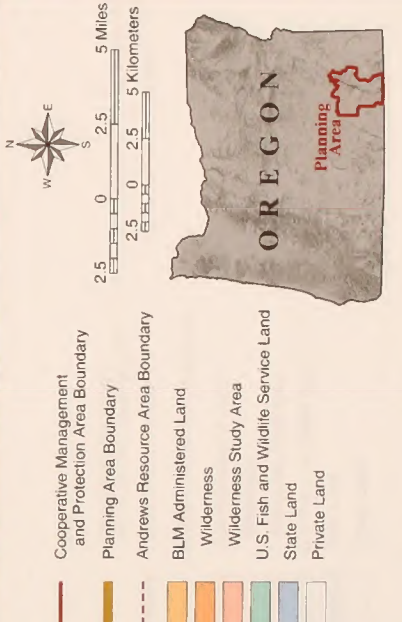 Cooperative Management
and Protection Area Boundary
Planning Area Boundary
Andrews Resource Area Boundary
BLM Administered Land
Wilderness
Wilderness Study Area
U.S. Fish and Wildlife Service Land
State Land
Private Land
N
W E
S
2.5 0 2.5 5 Miles
2.5 0 2.5 5 Kilometers
OREGON
Planning
Area